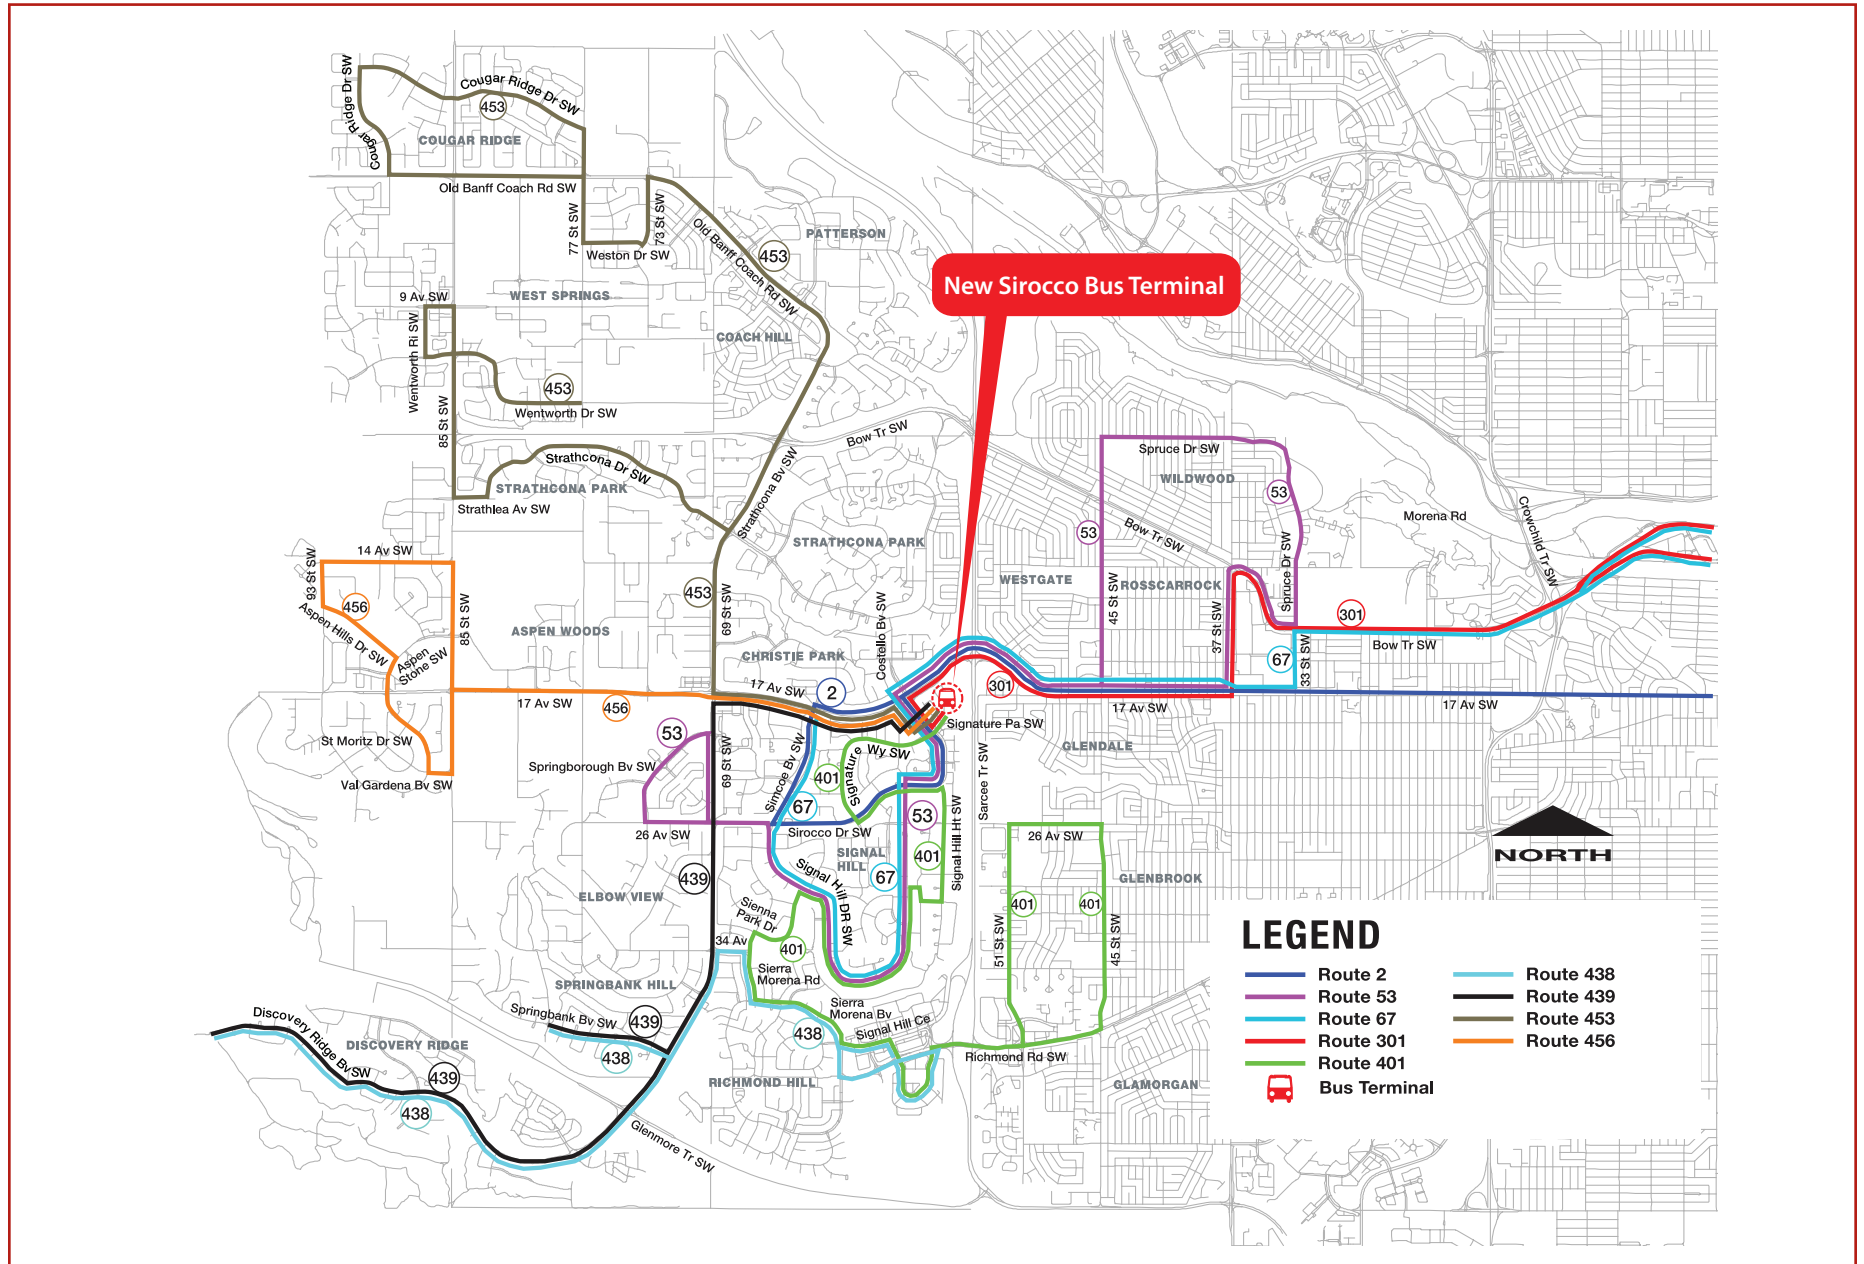 Cougar Ridge Dr SW
Cougar Ridge Dr SW
453
COUGAR RIDGE
Cougar Ridge Dr SW
Old Banff Coach Rd SW
77 St SW
73 St SW
Weston Dr SW
Old Banff Coach Rd SW
453
PATTERSON
New Sirocco Bus Terminal
9 Av SW
WEST SPRINGS
Wentworth Ri SW
COACH HILL
453
Wentworth Dr SW
85 St SW
Bow Tr SW
Strathcona Dr SW
STRATHCONA PARK
Strathlea Av SW
Strathcona Bv SW
Spruce Dr SW
WILDWOOD
53
53
Bow Tr SW
Morena Rd
Crowchild Tr SW
14 Av SW
93 St SW
456
Aspen Hills Dr SW
Aspen
Stone SW
85 St SW
ASPEN WOODS
453
69 St SW
STRATHCONA PARK
CHRISTIE PARK
Costello Bv SW
WESTGATE
ROSSCARROCK
45 St SW
37 St SW
Spruce Dr SW
301
Bow Tr SW
67
33 St SW
17 Av SW
2
301
17 Av SW
17 Av SW
17 Av SW
456
Signature Pa SW
St Moritz Dr SW
Val Gardena Bv SW
53
Springborough Bv SW
69 St SW
26 Av SW
Simcoe Bv SW
401
67
Signature
Wy SW
Sirocco Dr SW
SIGNAL
HILL
53
401
67
Signal Hill Ht SW
Sarcee Tr SW
GLENDALE
26 Av SW
GLENBROOK
NORTH
439
ELBOW VIEW
Signal Hill DR SW
Sienna
Park Dr
34 Av
401
Sierra
Morena Rd
401
401
51 St SW
45 St SW
SPRINGBANK HILL
Springbank Bv SW
439
438
438
Sierra
Morena Bv
Signal Hill Ce
Richmond Rd SW
Discovery Ridge Bv SW
DISCOVERY RIDGE
439
438
RICHMOND HILL
GLAMORGAN
Glenmore Tr SW
LEGEND
Route 2
Route 53
Route 67
Route 301
Route 401
Bus Terminal
Route 438
Route 439
Route 453
Route 456